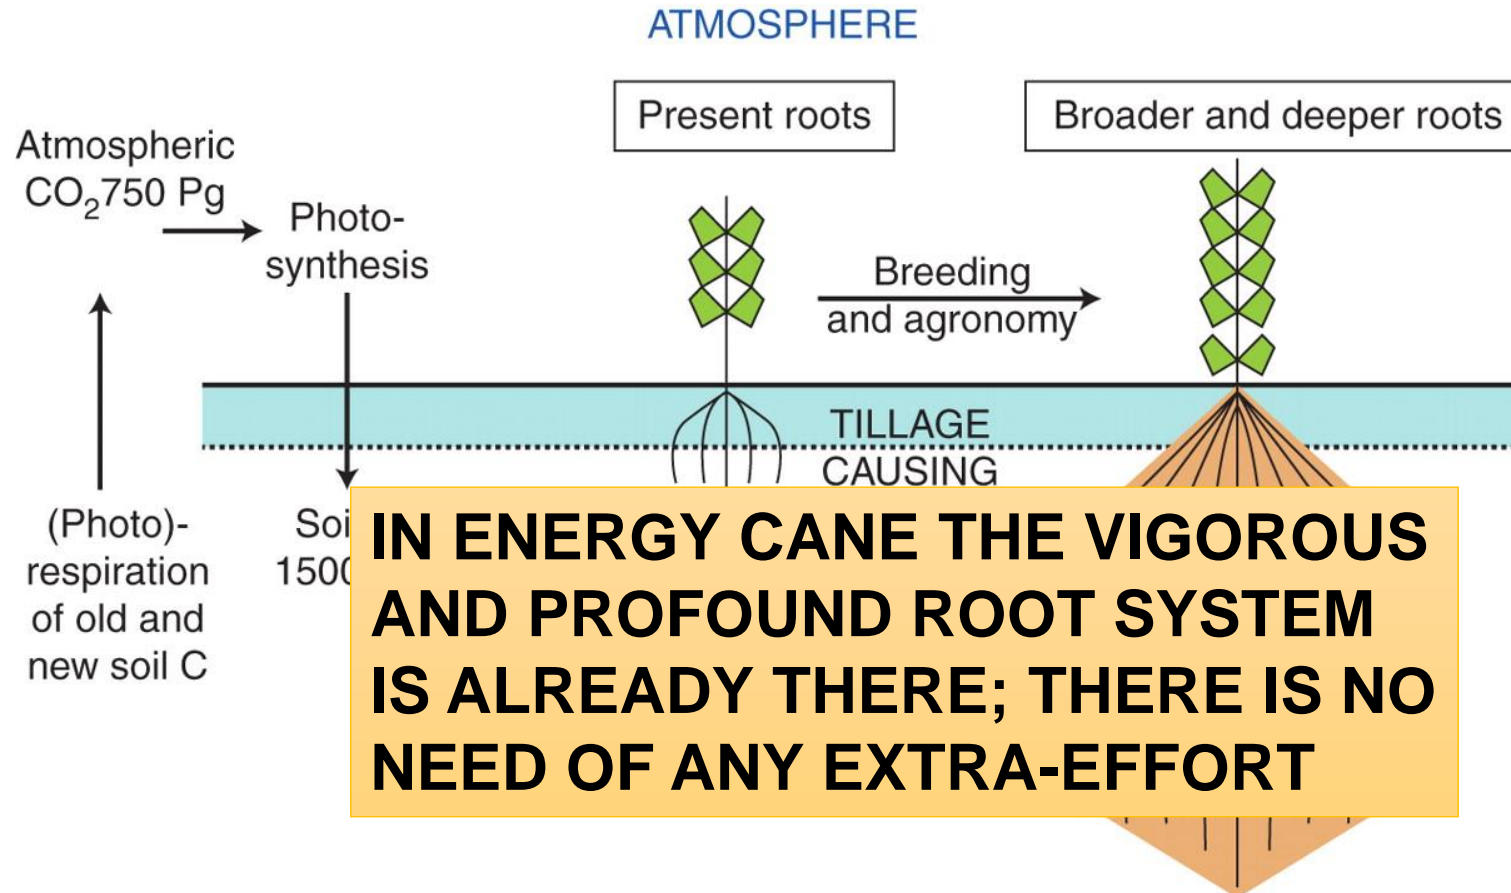 ATMOSPHERE
Present roots
Broader and deeper roots
Atmospheric
CO₂750 Pg
Photo-
synthesis
Breeding
and agronomy
TILLAGE
CAUSING
(Photo)-
respiration
of old and
new soil C
IN ENERGY CANE THE VIGOROUS
AND PROFOUND ROOT SYSTEM
IS ALREADY THERE; THERE IS NO
NEED OF ANY EXTRA-EFFORT